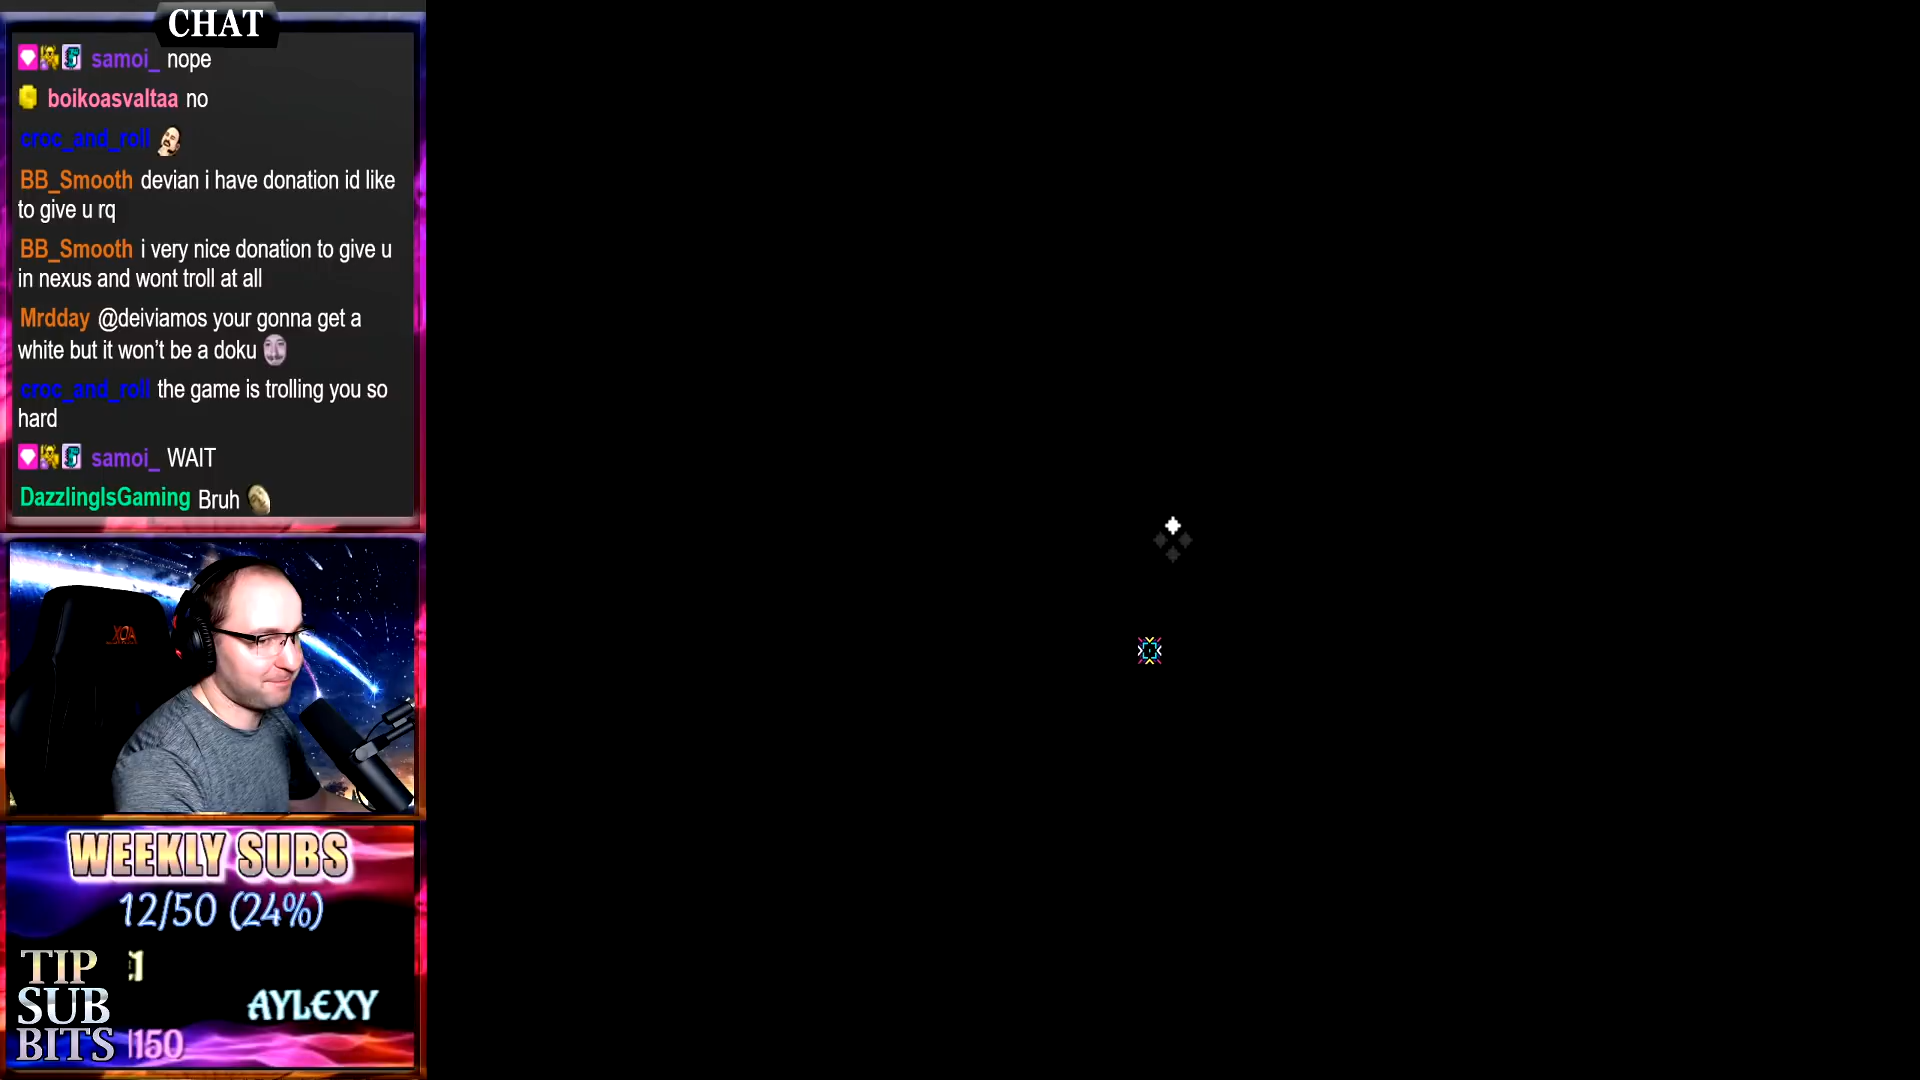 CHAT
samoi_ nope
boikoasvaltaa no
croc_and_roll
BB_Smooth devian i have donation id like
to give u rq
BB_Smooth i very nice donation to give u
in nexus and wont troll at all
Mrdday @deiviamos your gonna get a
white but it won’t be a doku
croc_and_roll the game is trolling you so
hard
samoi_ WAIT
DazzlingIsGaming Bruh
XOA
WEEKLY SUBS
12/50 (24%)
TIP
SUB AYLEXY
BITS 150